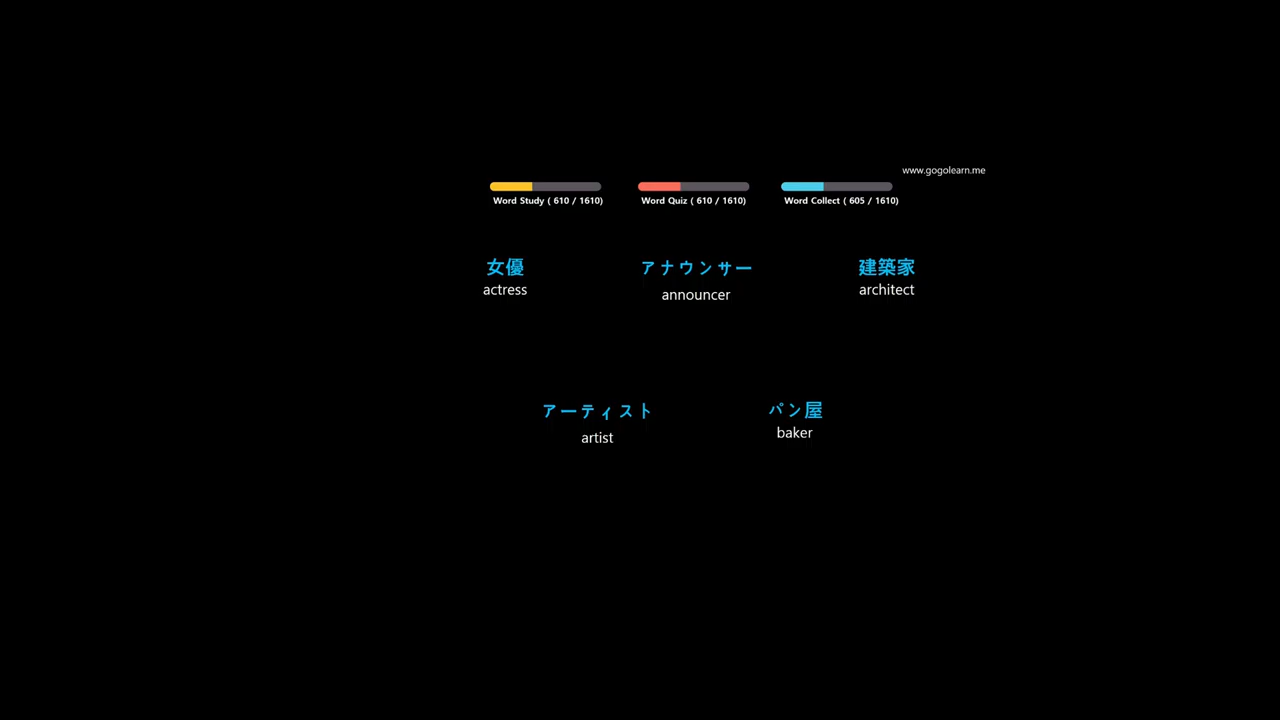 www.gogolearn.me
Word Study ( 610 / 1610)
Word Quiz ( 610 / 1610)
Word Collect ( 605 / 1610)
女優
actress
アナウンサー
announcer
建築家
architect
アーティスト
artist
パン屋
baker